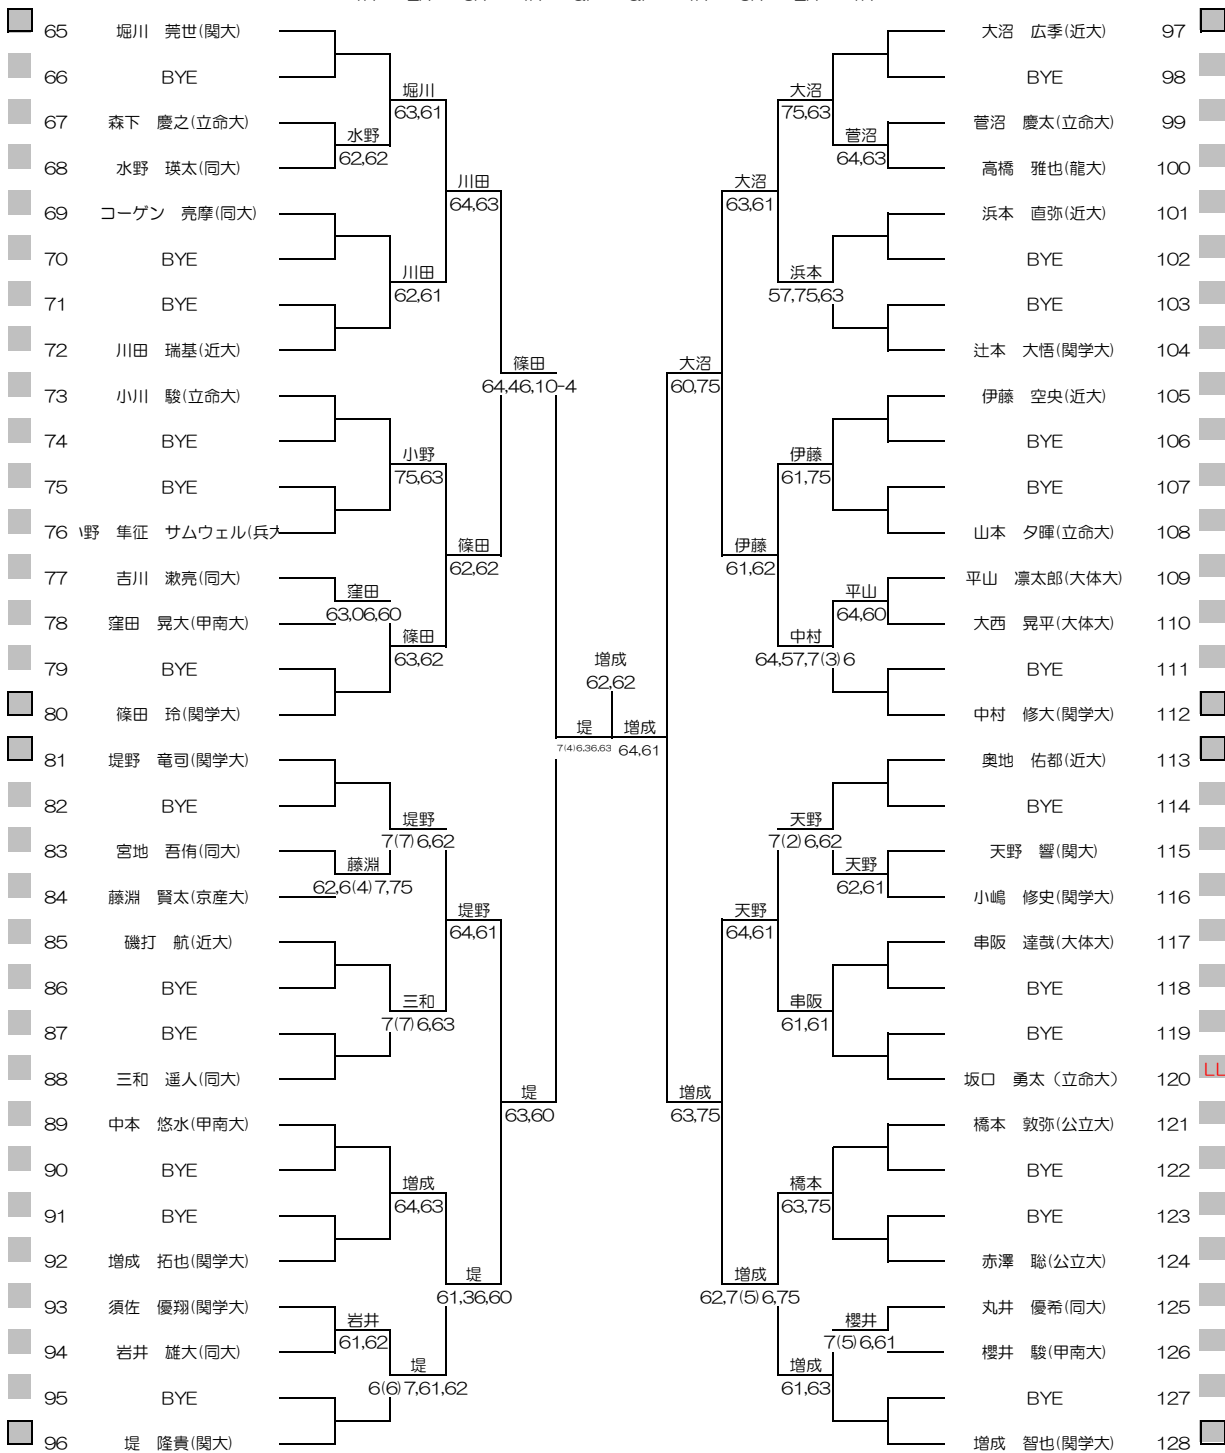 65 堀川 莞世(関大)
66 BYE
堀川
63,61
67 森下 慶之(立命大)
水野
62,62
68 水野 瑛太(同大)
川田
64,63
69 コーゲン 亮摩(同大)
70 BYE
川田
62,61
71 BYE
72 川田 瑞基(近大)
篠田
64,46,10-4
73 小川 駿(立命大)
74 BYE
小野
75,63
75 BYE
76 小野 隼征 サムウェル(兵大
篠田
62,62
77 吉川 漱亮(同大)
窪田
63,06,60
78 窪田 晃大(甲南大)
篠田
63,62
79 BYE
80 篠田 玲(関学大)
増成
62,62
堤
7(4)6,36,63
増成
64,61
81 堤野 竜司(関学大)
82 BYE
堤野
7(7)6,62
83 宮地 吾侑(同大)
藤淵
62,6(4)7,75
84 藤淵 賢太(京産大)
堤野
64,61
85 磯打 航(近大)
86 BYE
三和
7(7)6,63
87 BYE
88 三和 遥人(同大)
堤
63,60
89 中本 悠水(甲南大)
90 BYE
増成
64,63
91 BYE
92 増成 拓也(関学大)
堤
61,36,60
93 須佐 優翔(関学大)
岩井
61,62
94 岩井 雄大(同大)
堤
6(6)7,61,62
95 BYE
96 堤 隆貴(関大)
大沼 広季(近大) 97
BYE 98
大沼
75,63
菅沼 慶太(立命大) 99
菅沼
64,63
高橋 雅也(龍大) 100
大沼
63,61
浜本 直弥(近大) 101
BYE 102
浜本
57,75,63
BYE 103
辻本 大悟(関学大) 104
大沼
60,75
伊藤 空央(近大) 105
BYE 106
伊藤
61,75
BYE 107
山本 夕暉(立命大) 108
伊藤
61,62
平山 凛太郎(大体大) 109
平山
64,60
大西 晃平(大体大) 110
中村
64,57,7(3)6
BYE 111
中村 修大(関学大) 112
奥地 佑都(近大) 113
BYE 114
天野
7(2)6,62
天野 響(関大) 115
天野
62,61
小嶋 修史(関学大) 116
天野
64,61
串阪 達哉(大体大) 117
BYE 118
串阪
61,61
BYE 119
坂口 勇太（立命大） 120 LL
増成
63,75
橋本 敦弥(公立大) 121
BYE 122
橋本
63,75
BYE 123
赤澤 聡(公立大) 124
増成
62,7(5)6,75
丸井 優希(同大) 125
櫻井
7(5)6,61
櫻井 駿(甲南大) 126
増成
61,63
BYE 127
増成 智也(関学大) 128